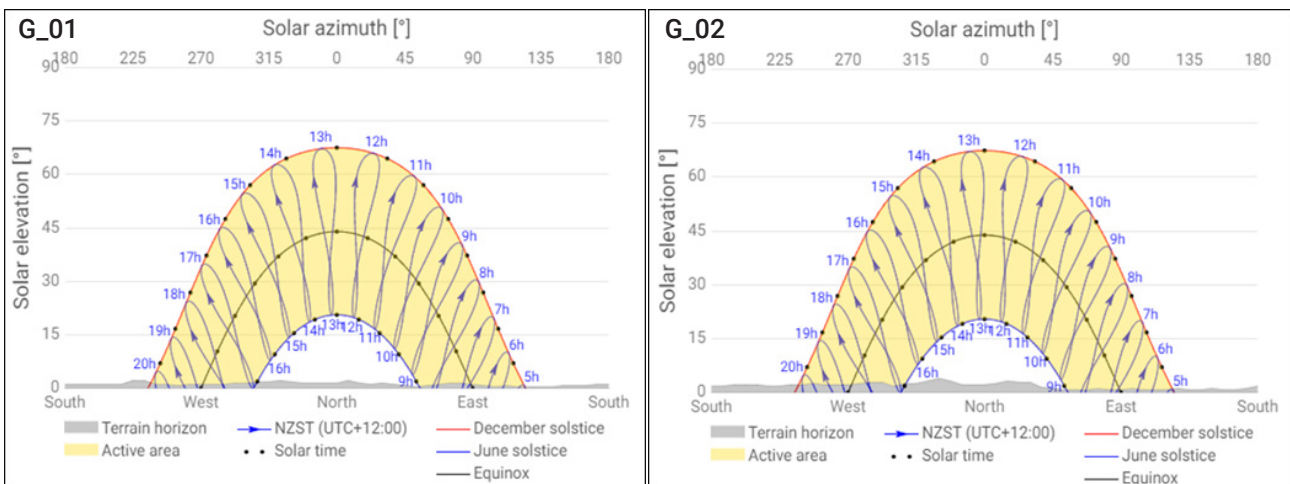 G_01
Solar azimuth [°]
180 225 270 315 0 45 90 135 180
90
75
60
45
30
15
0
Solar elevation [°]
13h
14h 12h
15h 11h
16h 10h
17h 9h
18h 8h
19h 7h
20h 6h
5h
16h 15h 14h 13h 12h 11h 10h 9h
South West North East South
Terrain horizon NZST (UTC+12:00) December solstice
Active area Solar time June solstice
Equinox
G_02
Solar azimuth [°]
180 225 270 315 0 45 90 135 180
90
75
60
45
30
15
0
Solar elevation [°]
13h
14h 12h
15h 11h
16h 10h
17h 9h
18h 8h
19h 7h
20h 6h
5h
16h 15h 14h 13h 12h 11h 10h 9h
South West North East South
Terrain horizon NZST (UTC+12:00) December solstice
Active area Solar time June solstice
Equinox